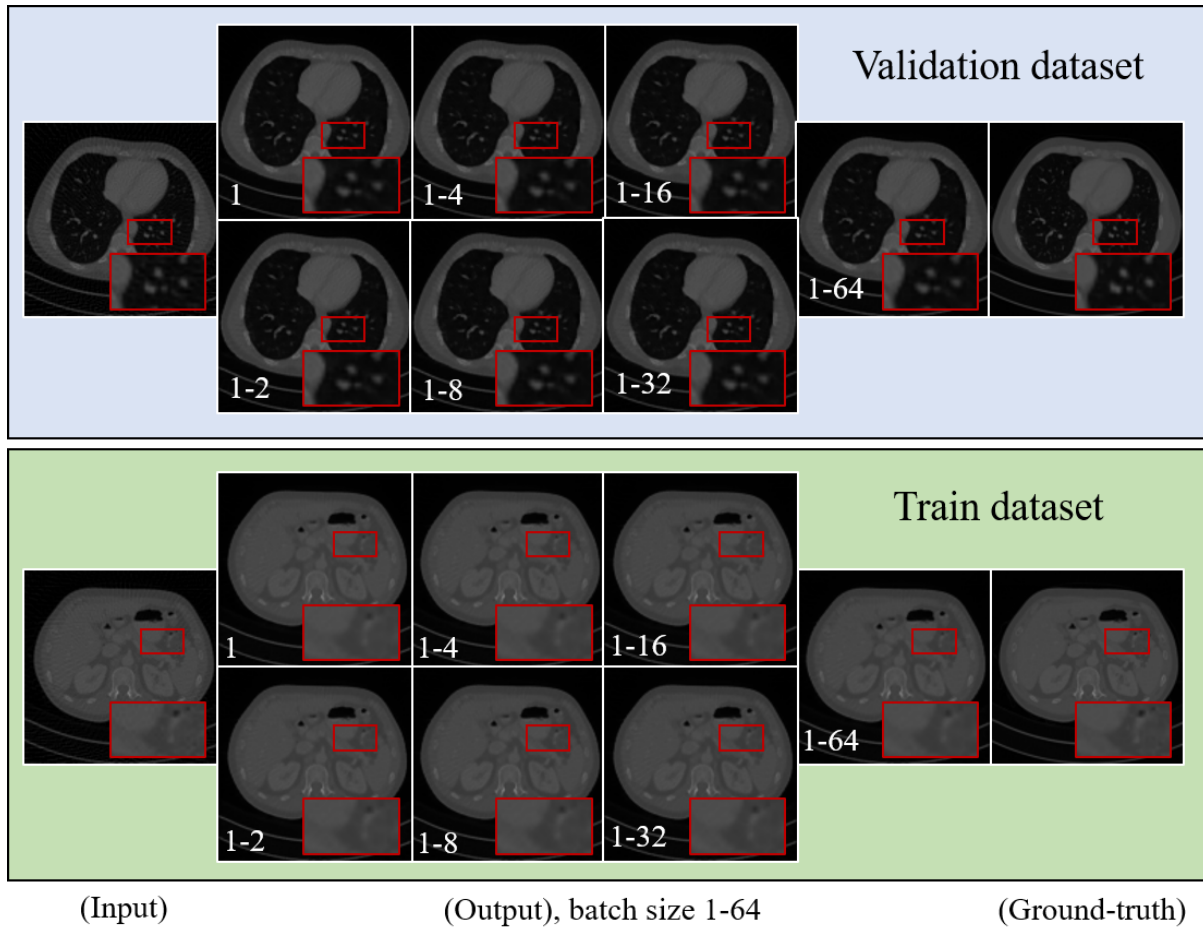 Validation dataset
1
1-4
1-16
1-64
1-2
1-8
1-32
Train dataset
1
1-4
1-16
1-64
1-2
1-8
1-32
(Input)
(Output), batch size 1-64
(Ground-truth)